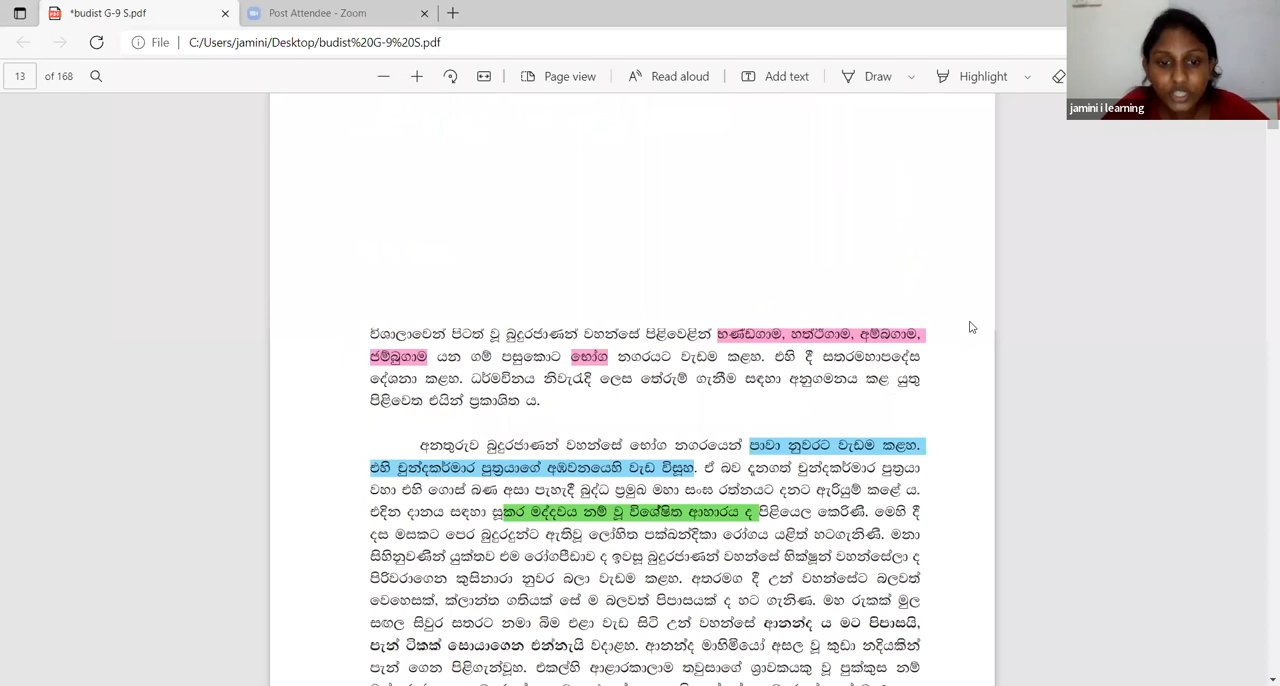 *budist G-9 S.pdf
Post Attendee - Zoom
File
C:/Users/jamini/Desktop/budist%20G-9%20S.pdf
13 of 168
Page view
Read aloud
Add text
Draw
Highlight
jamini i learning
විශාලාවෙන් පිටත් වූ බුදුරජාණන් වහන්සේ පිළිවෙළින් භණ්ඩගාම, හත්ථිගාම, අම්බගාම,
ජම්බුගාම යන ගම් පසුකොට භෝග නගරයට වැඩම කළහ. එහි දී සතරමහාපදේස
දේශනා කළහ. ධර්මවිනය නිවැරැදි ලෙස තේරුම් ගැනීම සඳහා අනුගමනය කළ යුතු
පිළිවෙත එයින් ප්‍රකාශිත ය.
අනතුරුව බුදුරජාණන් වහන්සේ භෝග නගරයෙන් පාවා නුවරට වැඩම කළහ.
එහි චුන්දකර්මාර පුත්‍රයාගේ අඹවනයෙහි වැඩ විසූහ. ඒ බව දැනගත් චුන්දකර්මාර පුත්‍රයා
වහා එහි ගොස් බණ අසා පැහැදී බුද්ධ ප්‍රමුඛ මහා සංඝ රත්නයට දනට ඇරියුම් කළේ ය.
එදින දානය සඳහා සූකර මද්දවය නම් වූ විශේෂිත ආහාරය ද පිළියෙල කෙරිණි. මෙහි දී
දස මසකට පෙර බුදුරදුන්ට ඇතිවූ ලෝහිත පක්ඛන්දිකා රෝගය යළිත් හටගැනිණි. මනා
සිහිනුවණින් යුක්තව එම රෝගපීඩාව ද ඉවසූ බුදුරජාණන් වහන්සේ භික්ෂූන් වහන්සේලා ද
පිරිවරාගෙන කුසිනාරා නුවර බලා වැඩම කළහ. අතරමග දී උන් වහන්සේට බලවත්
වෙහෙසක්, ක්ලාන්ත ගතියක් සේ ම බලවත් පිපාසයක් ද හට ගැනිණ. මහ රුකක් මුල
සඟල සිවුර සතරට නමා බිම එළා වැඩ සිටි උන් වහන්සේ ආනන්ද ය මට පිපාසයි,
පැන් ටිකක් සොයාගෙන එන්නැයි වදාළහ. ආනන්ද මාහිමියෝ අසල වූ කුඩා නදියකින්
පැන් ගෙන පිළිගැන්වූහ. එකල්හි ආළාරකාලාම තවුසාගේ ශ්‍රාවකයකු වූ පුක්කුස නම්